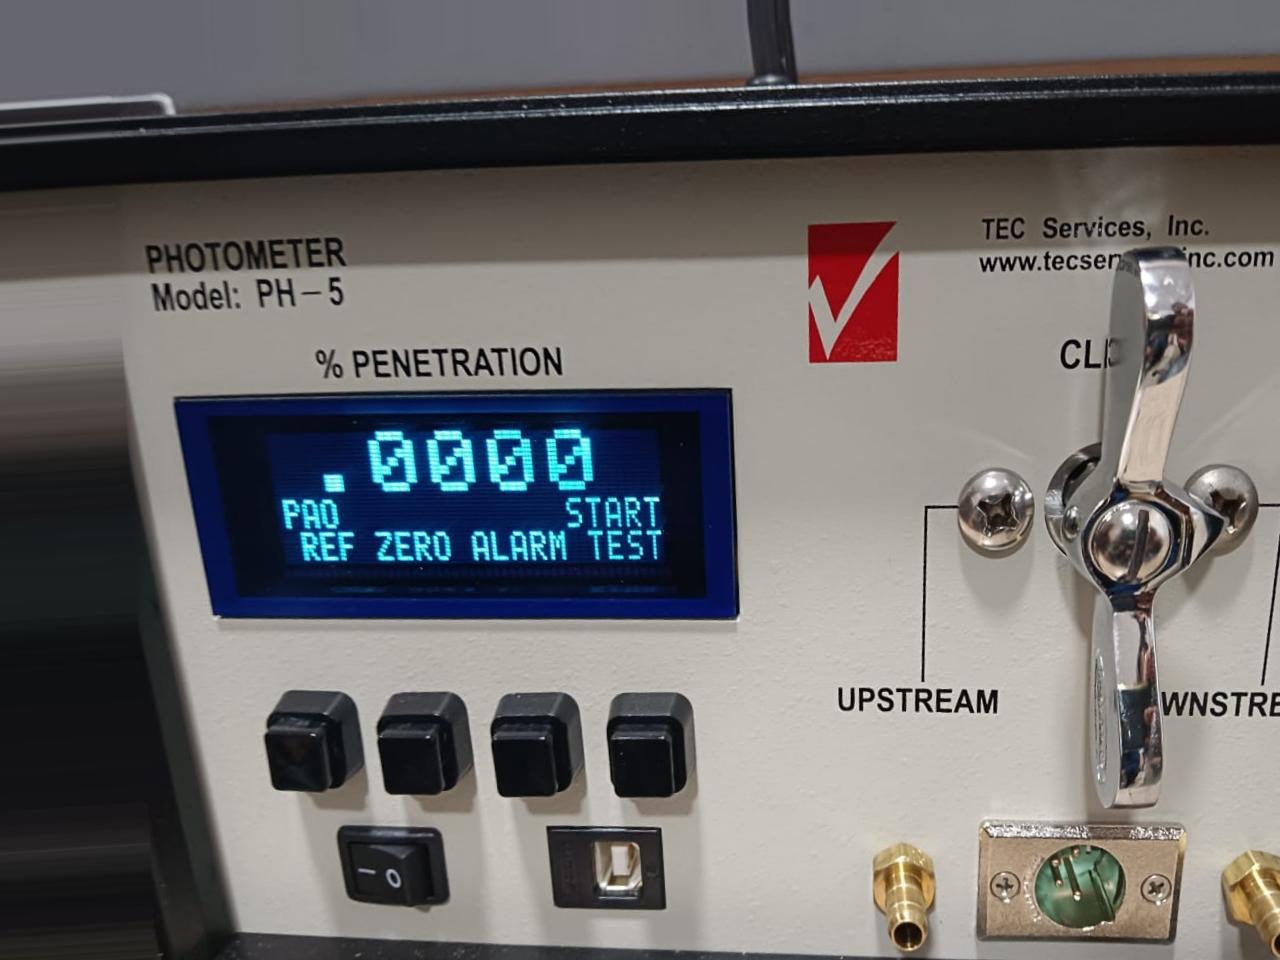 PHOTOMETER
Model: PH-5
% PENETRATION
.0000
PAO START
REF ZERO ALARM TEST
TEC Services, Inc.
UPSTREAM
I O